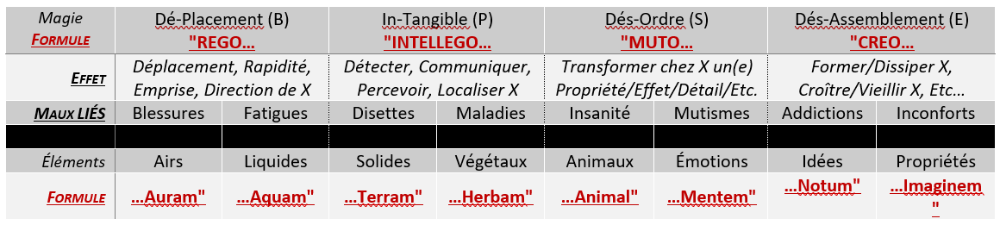 Magie Dé-Placement (B) In-Tangible (P) Dés-Ordre (S) Dés-Assemblement (E)
FORMULE "REGO... "INTELLEGO... "MUTO... "CREO...
EFFET Déplacement, Rapidité, Détecter, Communiquer, Transformer chez X un(e) Former/Dissiper X,
Emprise, Direction de X Percevoir, Localiser X Propriété/Effet/Détail/Etc. Croître/Vieillir X, Etc...
MAUX LIÉS Blessures Fatigues Disettes Maladies Insanité Mutismes Addictions Inconforts
Éléments Airs Liquides Solides Végétaux Animaux Émotions Idées Propriétés
FORMULE ...Auram" ...Aquam" ...Terram" ...Herbam" ...Animal" ...Mentem" ...Notum" ...Imaginem
"